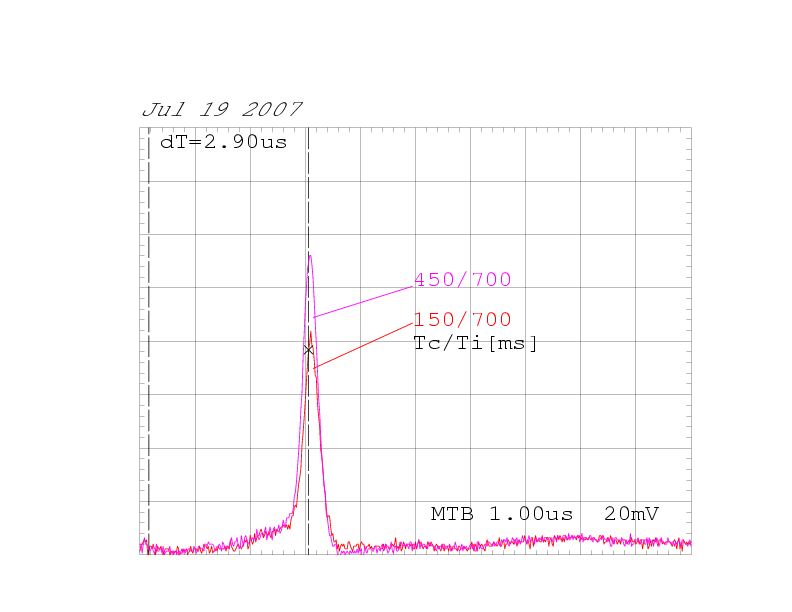 Jul 19 2007
dT=2.90us
450/700
150/700
Tc/Ti[ms]
MTB 1.00us 20mV